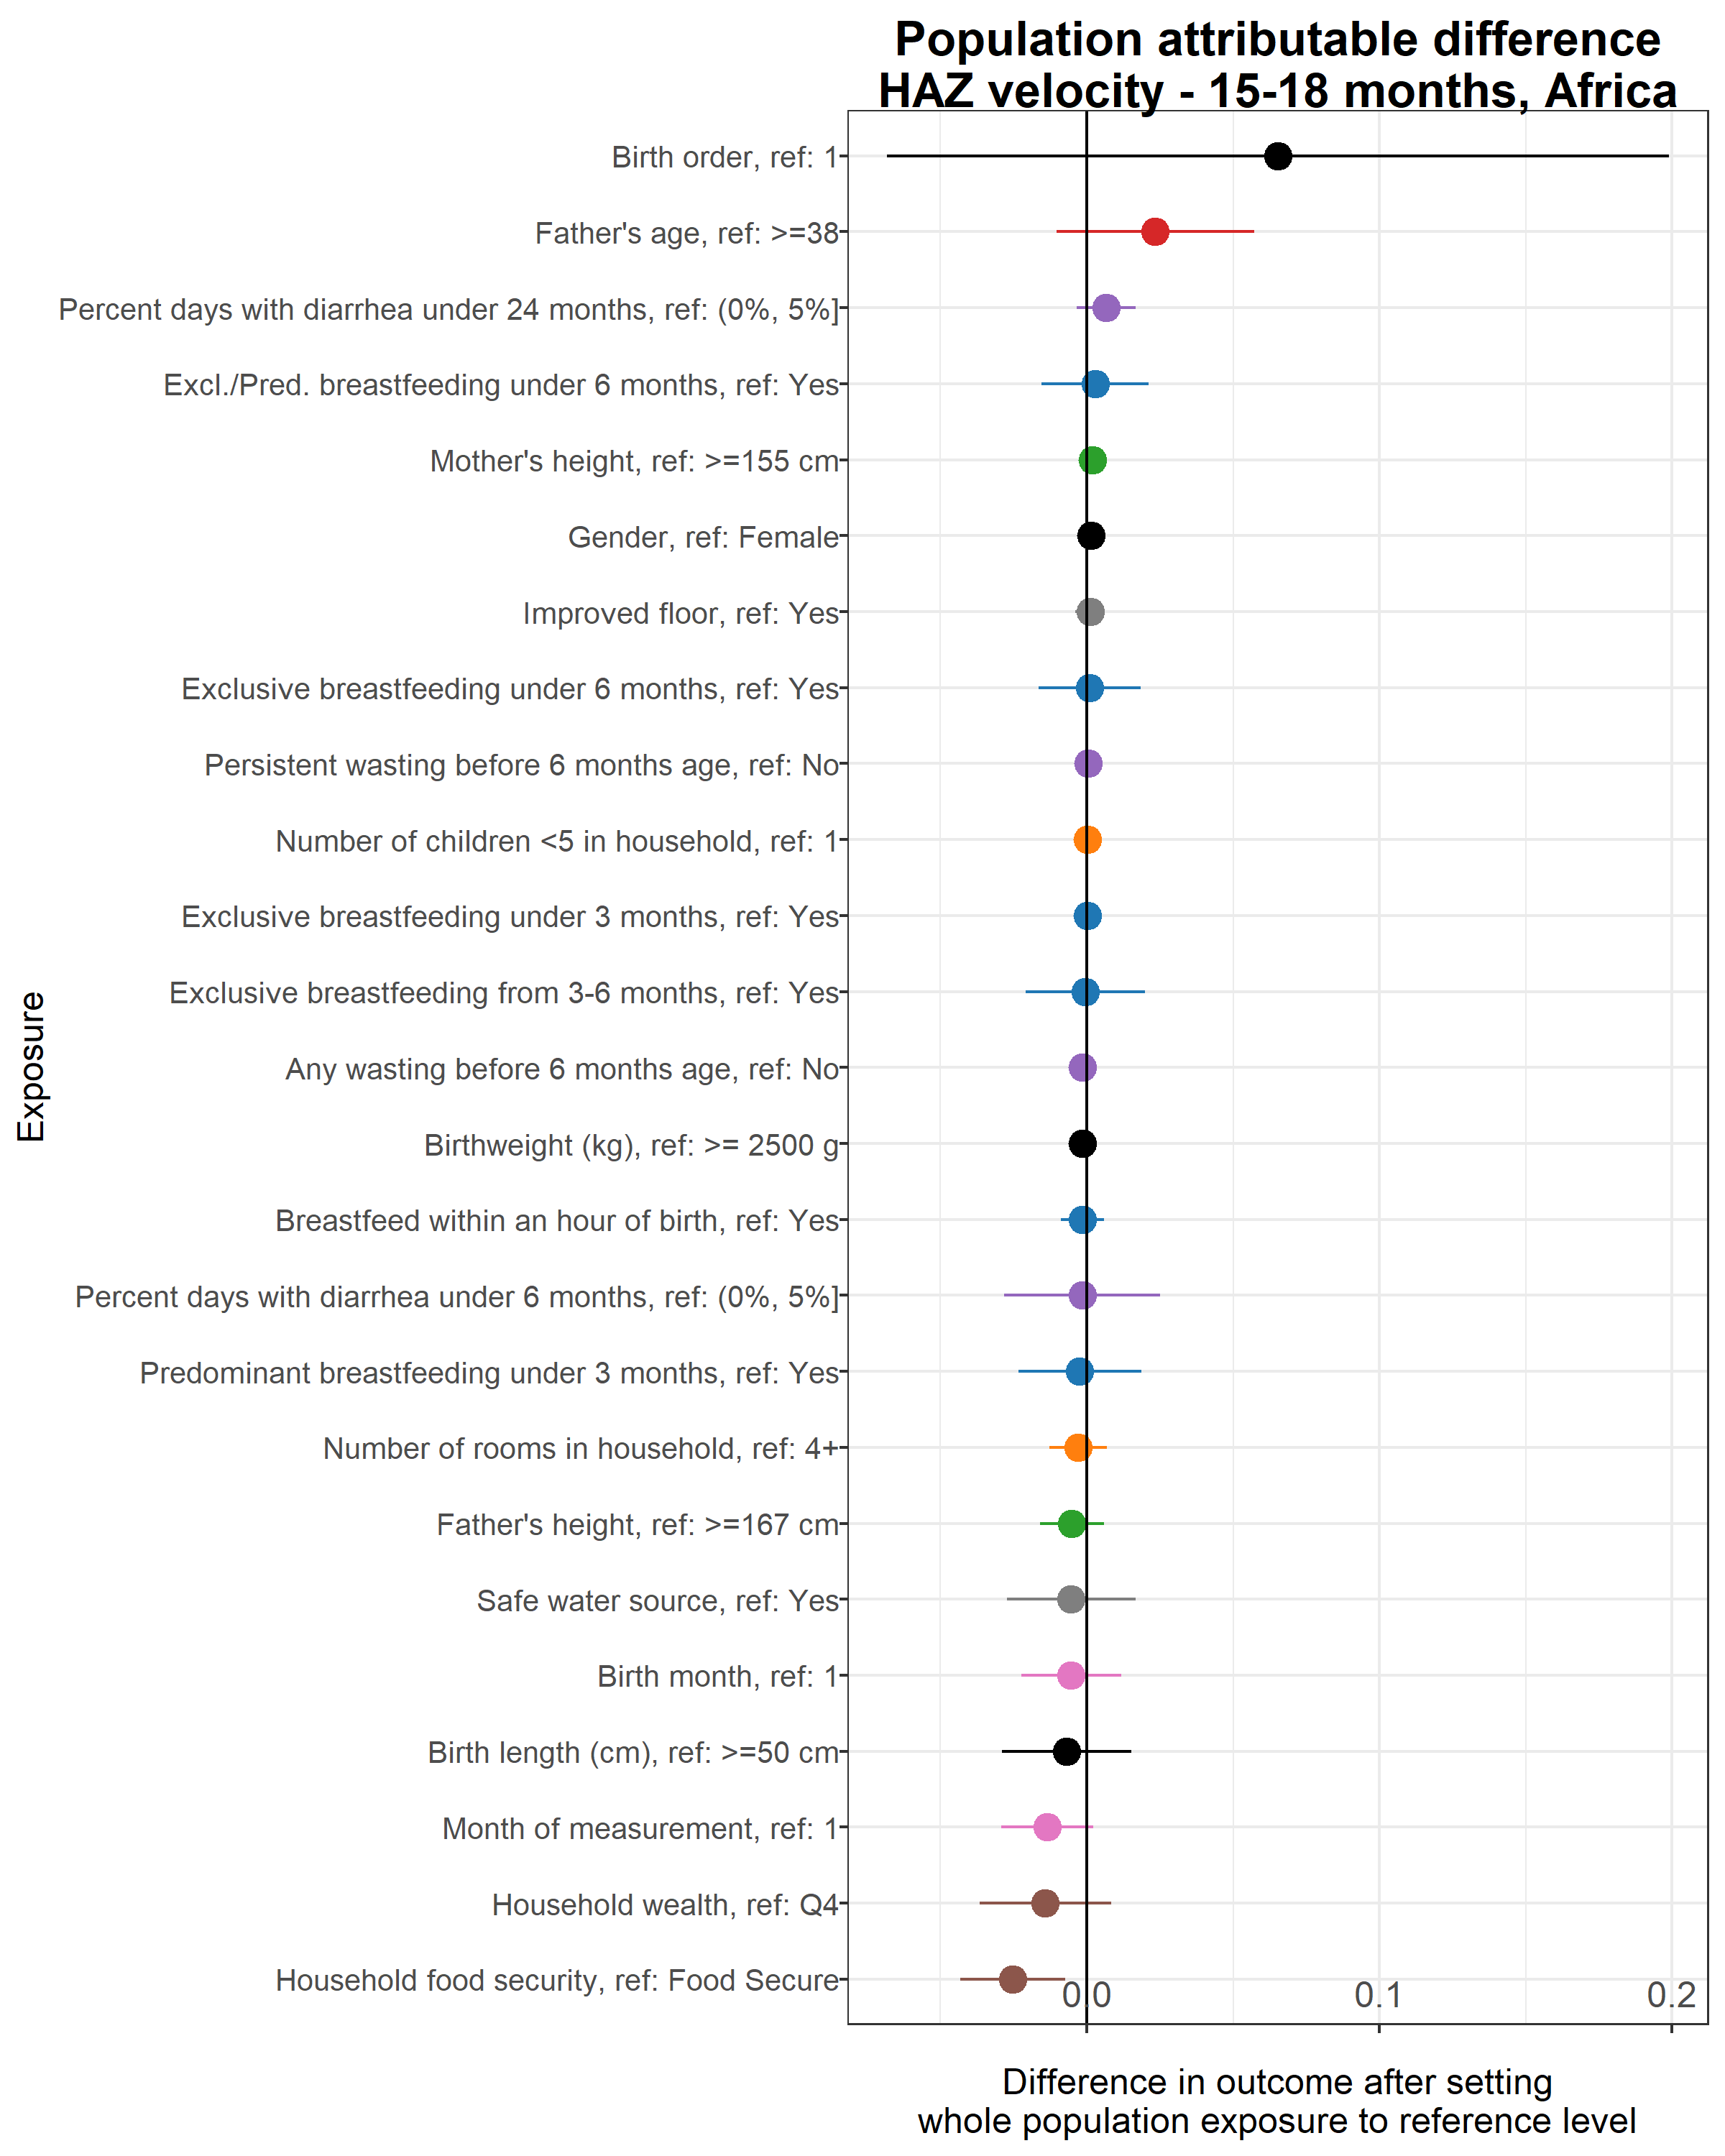 Population attributable difference
HAZ velocity - 15-18 months, Africa
Birth order, ref: 1
Father's age, ref: >=38
Percent days with diarrhea under 24 months, ref: (0%, 5%]
Excl./Pred. breastfeeding under 6 months, ref: Yes
Mother's height, ref: >=155 cm
Gender, ref: Female
Improved floor, ref: Yes
Exclusive breastfeeding under 6 months, ref: Yes
Persistent wasting before 6 months age, ref: No
Number of children <5 in household, ref: 1
Exclusive breastfeeding under 3 months, ref: Yes
Exclusive breastfeeding from 3-6 months, ref: Yes
Any wasting before 6 months age, ref: No
Birthweight (kg), ref: >= 2500 g
Breastfeed within an hour of birth, ref: Yes
Percent days with diarrhea under 6 months, ref: (0%, 5%]
Predominant breastfeeding under 3 months, ref: Yes
Number of rooms in household, ref: 4+
Father's height, ref: >=167 cm
Safe water source, ref: Yes
Birth month, ref: 1
Birth length (cm), ref: >=50 cm
Month of measurement, ref: 1
Household wealth, ref: Q4
Household food security, ref: Food Secure
Exposure
0.0 0.1 0.2
Difference in outcome after setting
whole population exposure to reference level